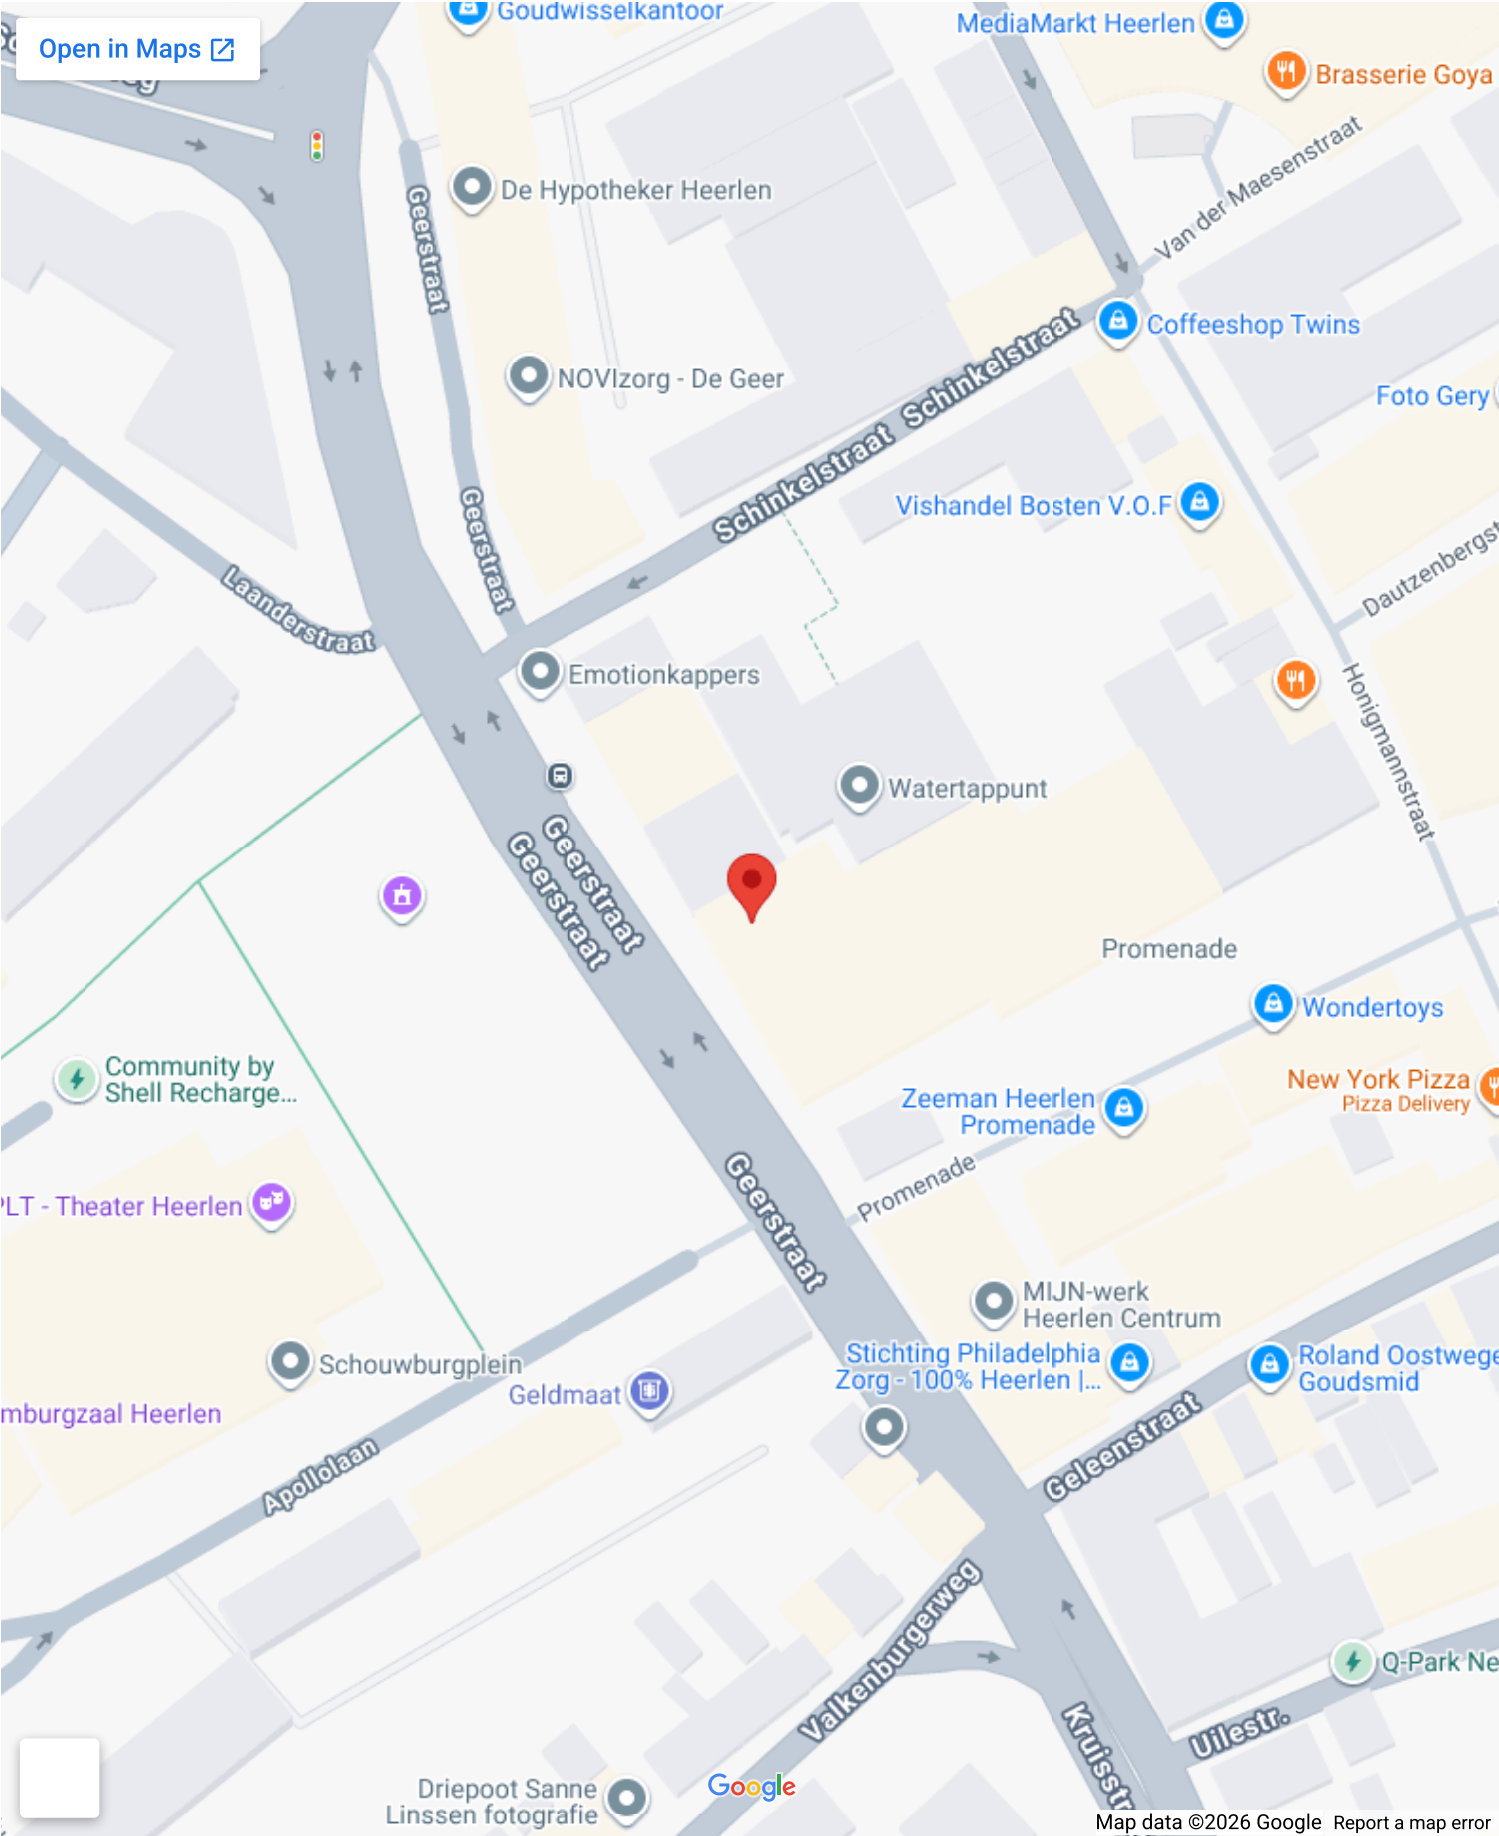 Goudwisselkantoor
MediaMarkt Heerlen
Open in Maps
Brasserie Goya
De Hypotheker Heerlen
Van der Maesenstraat
Geerstraat
Coffeeshop Twins
Schinkelstraat
NOVIzorg - De Geer
Foto Gery
Schinkelstraat
Vishandel Bosten V.O.F
Geerstraat
Dautzenbergst
Laanderstraat
Emotionkappers
Honigmannstraat
Watertappunt
Geerstraat
Geerstraat
Promenade
Wondertoys
Community by
Shell Recharge...
New York Pizza
Pizza Delivery
Zeeman Heerlen
Promenade
Promenade
PLT - Theater Heerlen
Geerstraat
MIJN-werk
Heerlen Centrum
Schouwburgplein
Stichting Philadelphia
Zorg - 100% Heerlen |...
Roland Oostwege
Goudsmid
Geldmaat
mburgzaal Heerlen
Geleenstraat
Apollolaan
Valkenburgerweg
Q-Park Ne
Uilestr.
Kruisstr
Driepoot Sanne
Linssen fotografie
Google
Map data ©2026 Google
Report a map error